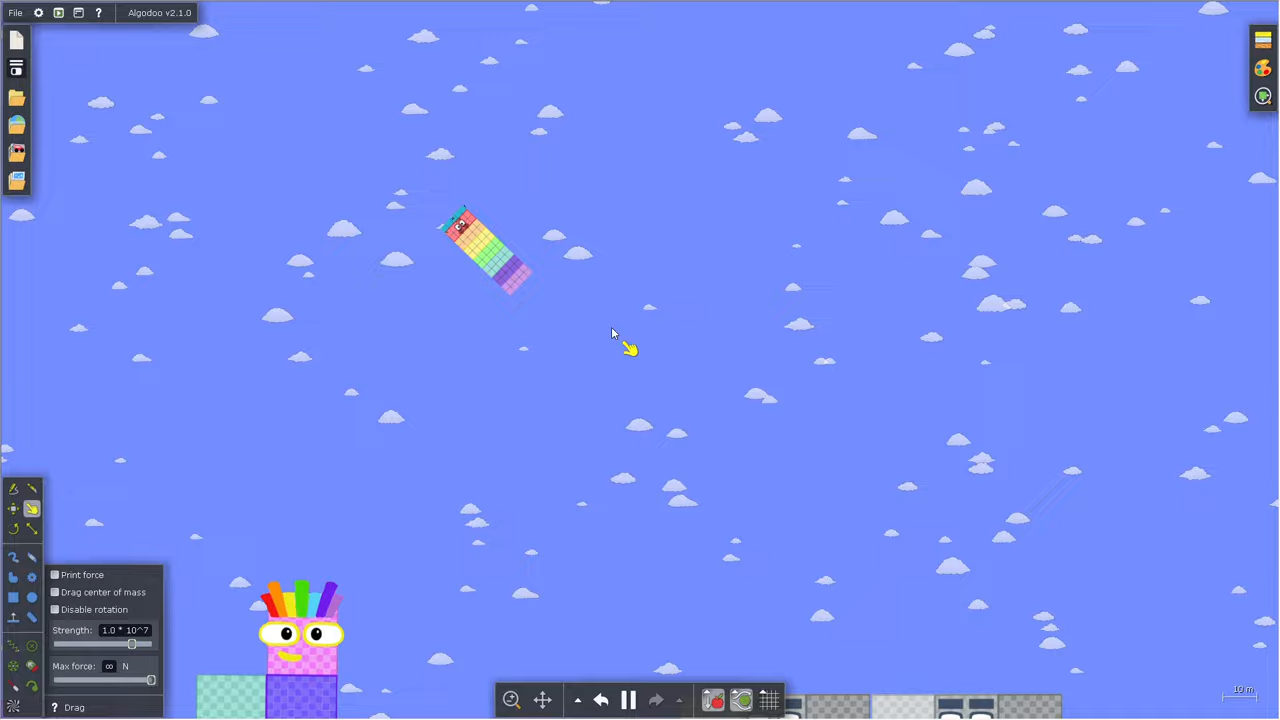 File ? Algodoo v2.1.0
Print force
Drag center of mass
Disable rotation
Strength: 1.0 * 10^7
Max force: ∞ N
Drag
10 m